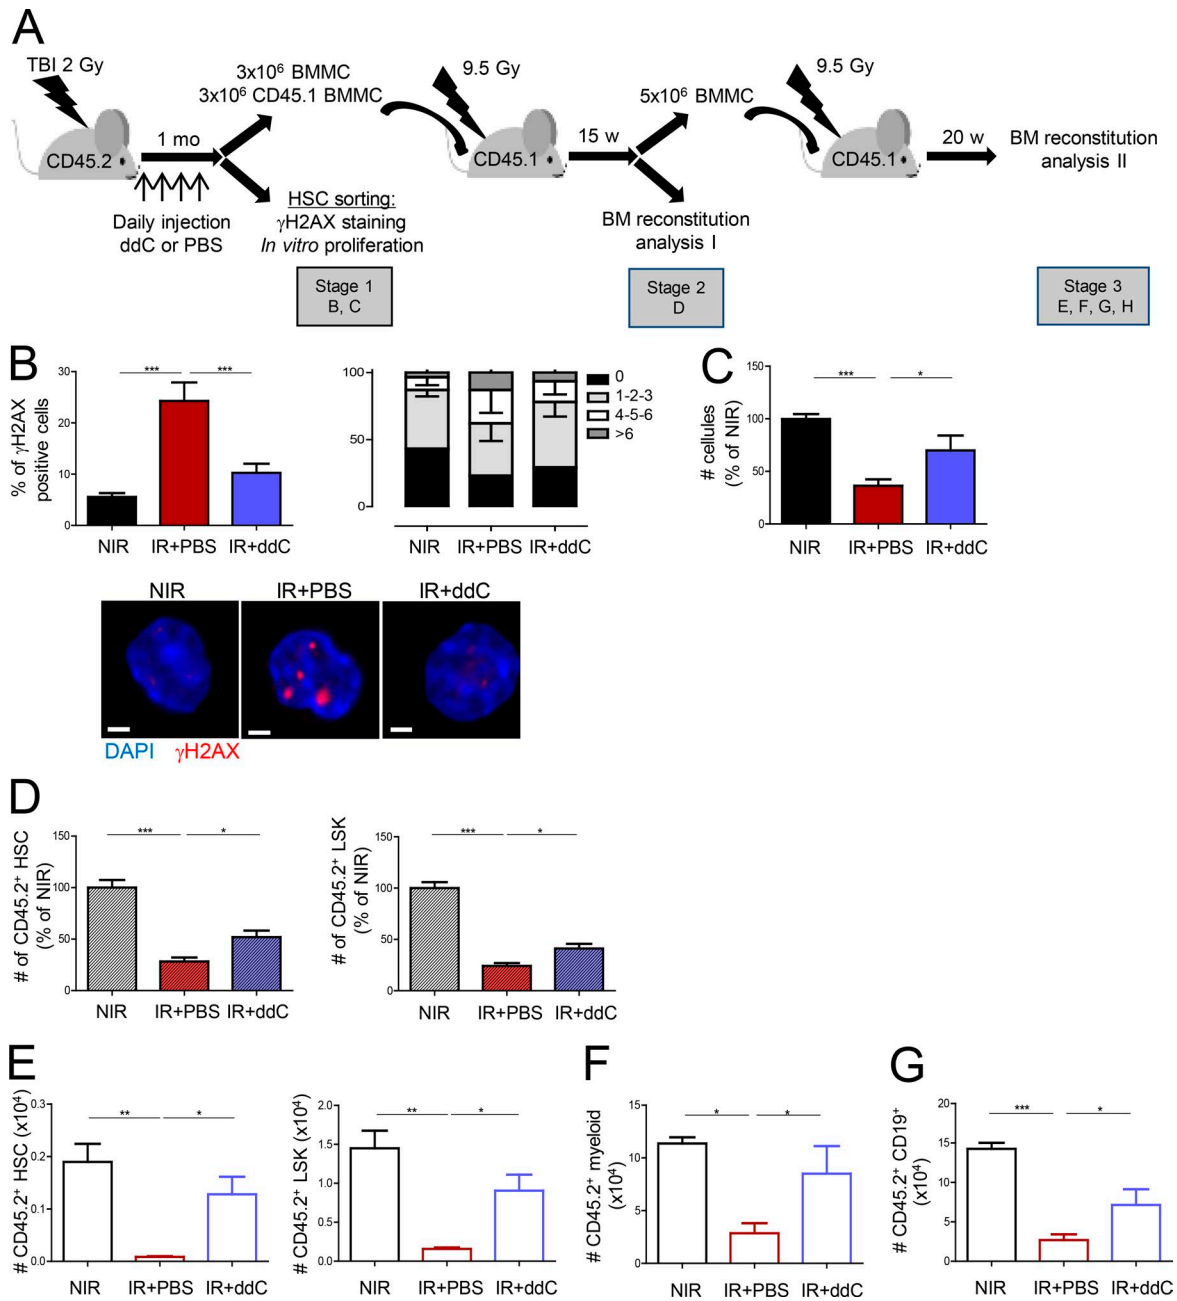 A
TBI 2 Gy
CD45.2
1 mo
Daily injection
ddC or PBS
3x10⁶ BMMC
3x10⁶ CD45.1 BMMC
HSC sorting:
γH2AX staining
In vitro proliferation
9.5 Gy
CD45.1
15 w
5x10⁶ BMMC
BM reconstitution
analysis I
9.5 Gy
CD45.1
20 w
BM reconstitution
analysis II
Stage 1
B, C
Stage 2
D
Stage 3
E, F, G, H
B
% of γH2AX
positive cells
30
20
10
0
***
***
NIR
IR+PBS
IR+ddC
100
50
0
0
1-2-3
4-5-6
>6
NIR
IR+PBS
IR+ddC
C
# cellules
(% of NIR)
150
100
50
0
***
*
NIR
IR+PBS
IR+ddC
NIR
IR+PBS
IR+ddC
DAPI
γH2AX
D
# of CD45.2⁺ HSC
(% of NIR)
150
100
50
0
***
*
NIR
IR+PBS
IR+ddC
# of CD45.2⁺ LSK
(% of NIR)
150
100
50
0
***
*
NIR
IR+PBS
IR+ddC
E
# CD45.2⁺ HSC (x10⁴)
0.3
0.2
0.1
0.0
**
*
NIR
IR+PBS
IR+ddC
# CD45.2⁺ LSK (x10⁴)
2.0
1.5
1.0
0.5
0.0
**
*
NIR
IR+PBS
IR+ddC
F
# CD45.2⁺ myeloid
(x10⁴)
15
10
5
0
*
*
NIR
IR+PBS
IR+ddC
G
# CD45.2⁺ CD19⁺
(x10⁴)
20
15
10
5
0
***
*
NIR
IR+PBS
IR+ddC